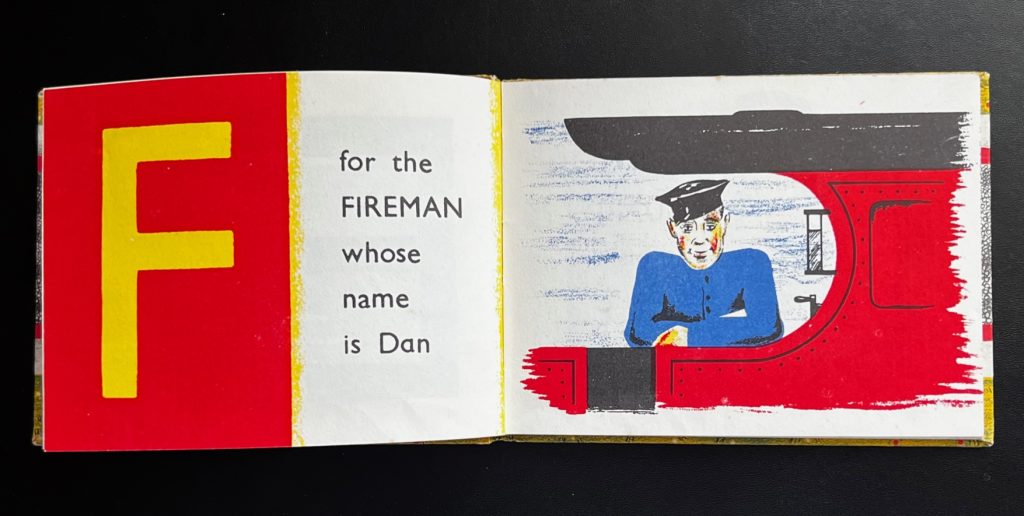 F
for the
FIREMAN
whose
name
is Dan